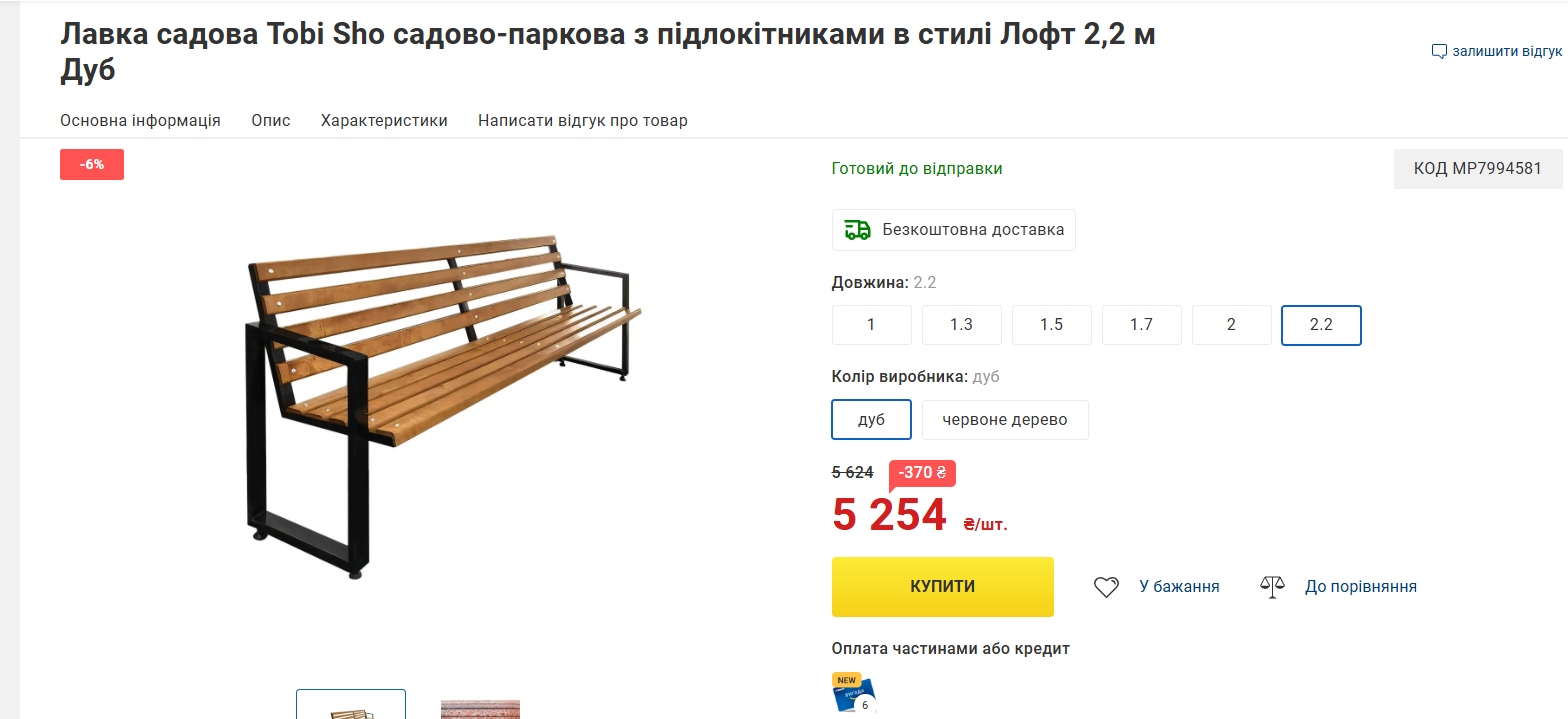 Лавка садова Tobi Sho садово-паркова з підлокітниками в стилі Лофт 2,2 м
Дуб
залишити відгук
Основна інформація Опис Характеристики Написати відгук про товар
-6%
Готовий до відправки
КОД MP7994581
Безкоштовна доставка
Довжина: 2.2
1 1.3 1.5 1.7 2 2.2
Колір виробника: дуб
дуб червоне дерево
5 624 -370 ₴
5 254 ₴/шт.
КУПИТИ У бажання До порівняння
Оплата частинами або кредит
NEW
ВИГОДА
6